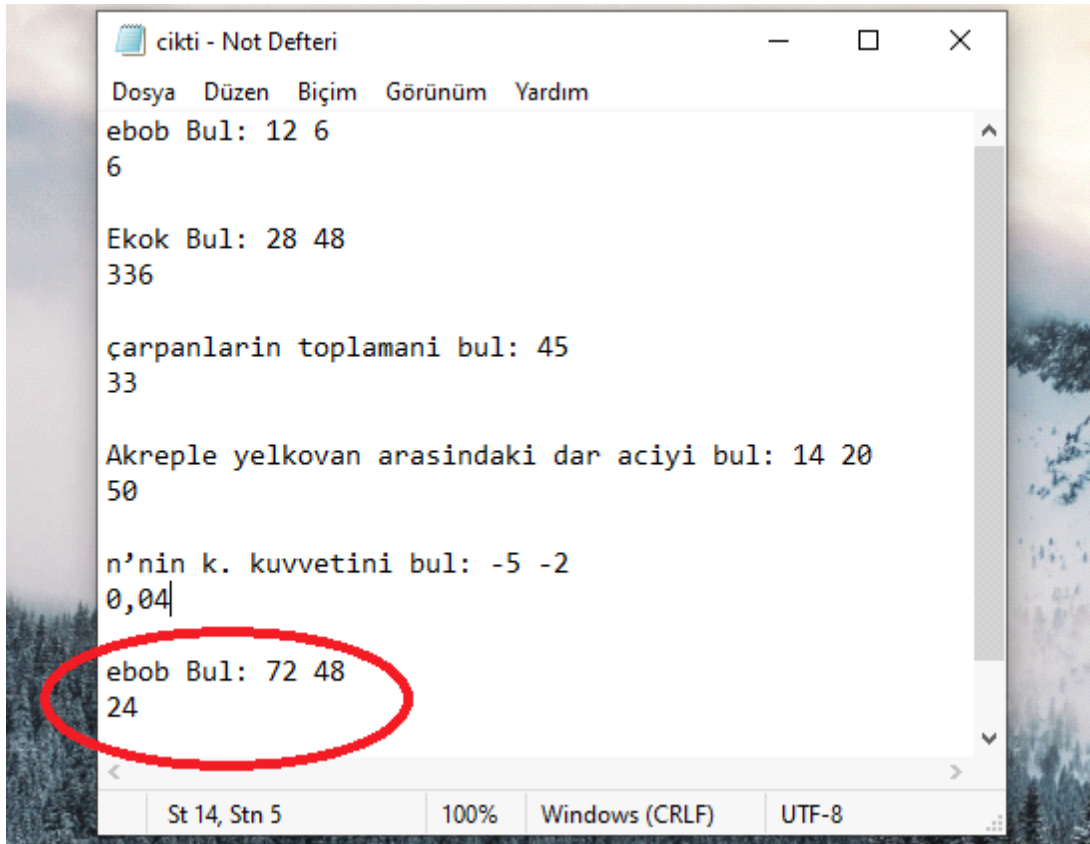 cikti - Not Defteri
Dosya Düzen Biçim Görünüm Yardım
ebob Bul: 12 6
6
Ekok Bul: 28 48
336
çarpanlarin toplamani bul: 45
33
Akreple yelkovan arasindaki dar aciyi bul: 14 20
50
n’nin k. kuvvetini bul: -5 -2
0,04
ebob Bul: 72 48
24
St 14, Stn 5 100% Windows (CRLF) UTF-8